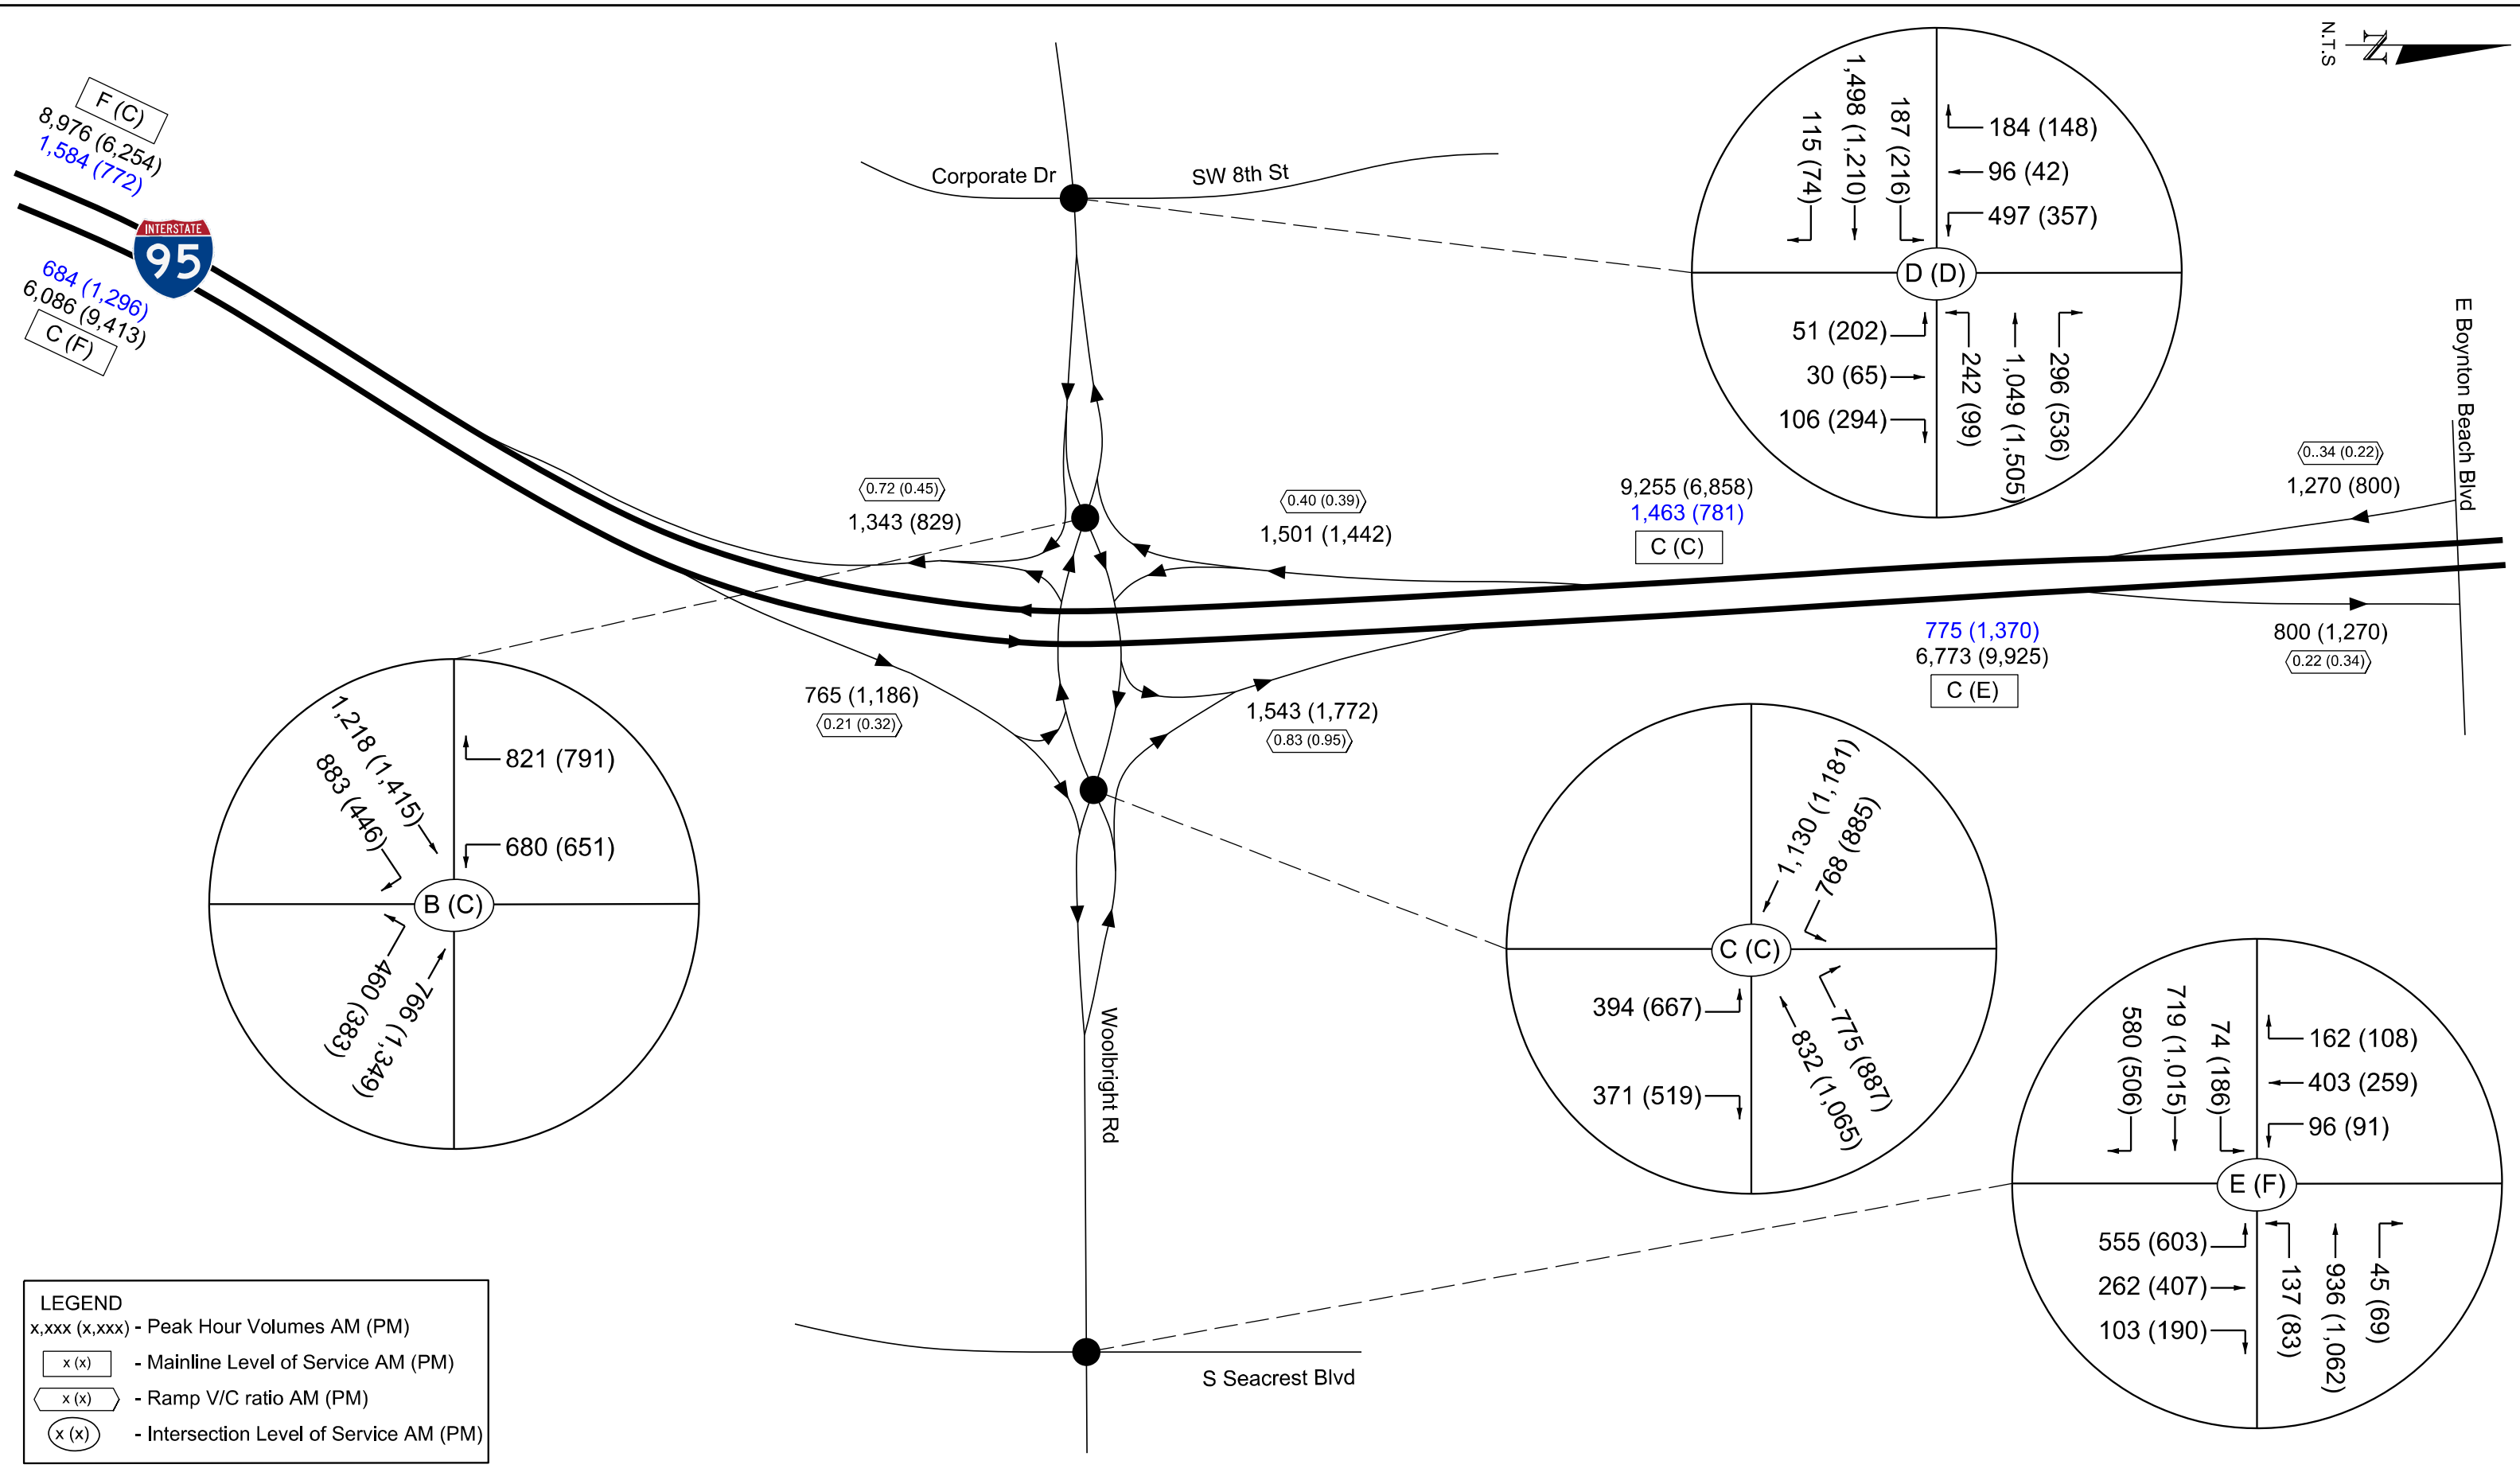 N.T.S
N
F (C)
8,976 (6,254)
1,584 (772)
INTERSTATE
95
684 (1,296)
6,086 (9,413)
C (F)
Corporate Dr
SW 8th St
115 (74)
1,498 (1,210)
187 (216)
184 (148)
96 (42)
497 (357)
D (D)
51 (202)
30 (65)
106 (294)
242 (99)
1,049 (1,505)
296 (536)
E Boynton Beach Blvd
0..34 (0.22)
1,270 (800)
0.72 (0.45)
1,343 (829)
0.40 (0.39)
1,501 (1,442)
9,255 (6,858)
1,463 (781)
C (C)
775 (1,370)
6,773 (9,925)
C (E)
800 (1,270)
0.22 (0.34)
765 (1,186)
0.21 (0.32)
1,543 (1,772)
0.83 (0.95)
1,218 (1,415)
883 (446)
821 (791)
680 (651)
B (C)
460 (383)
766 (1,349)
1,130 (1,181)
768 (885)
C (C)
394 (667)
371 (519)
775 (887)
832 (1,065)
Woolbright Rd
580 (506)
719 (1,015)
74 (186)
162 (108)
403 (259)
96 (91)
E (F)
555 (603)
262 (407)
103 (190)
137 (83)
936 (1,062)
45 (69)
S Seacrest Blvd
LEGEND
x,xxx (x,xxx) - Peak Hour Volumes AM (PM)
x (x) - Mainline Level of Service AM (PM)
x (x) - Ramp V/C ratio AM (PM)
x (x) - Intersection Level of Service AM (PM)